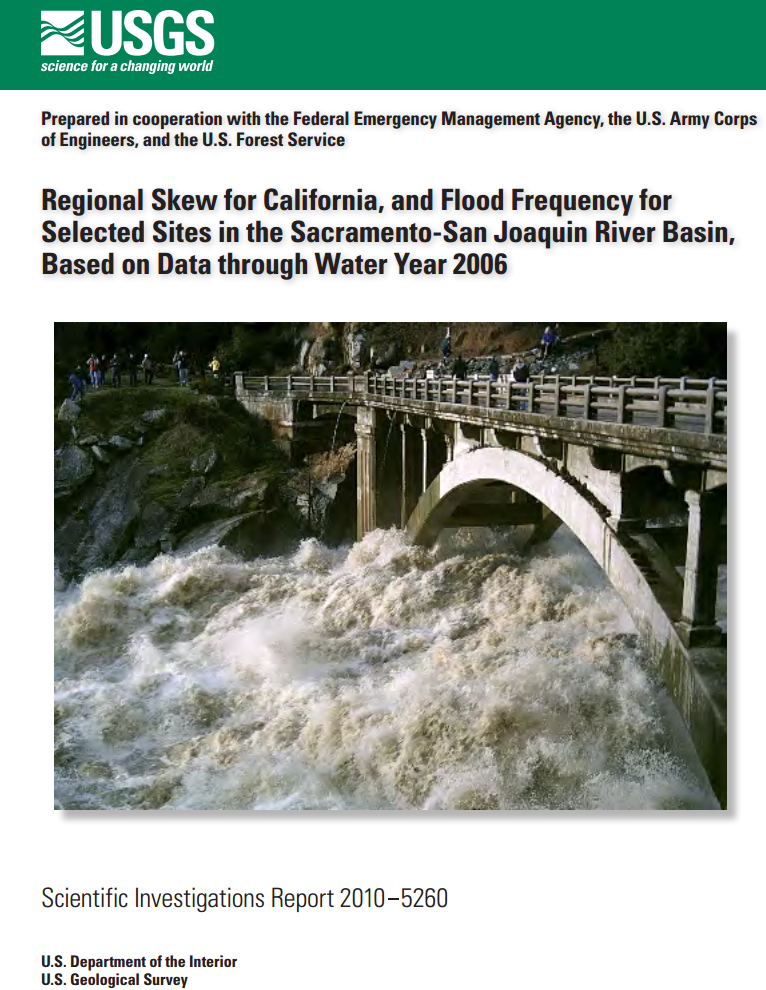 USGS
science for a changing world
Prepared in cooperation with the Federal Emergency Management Agency, the U.S. Army Corps
of Engineers, and the U.S. Forest Service
Regional Skew for California, and Flood Frequency for
Selected Sites in the Sacramento-San Joaquin River Basin,
Based on Data through Water Year 2006
Scientific Investigations Report 2010–5260
U.S. Department of the Interior
U.S. Geological Survey